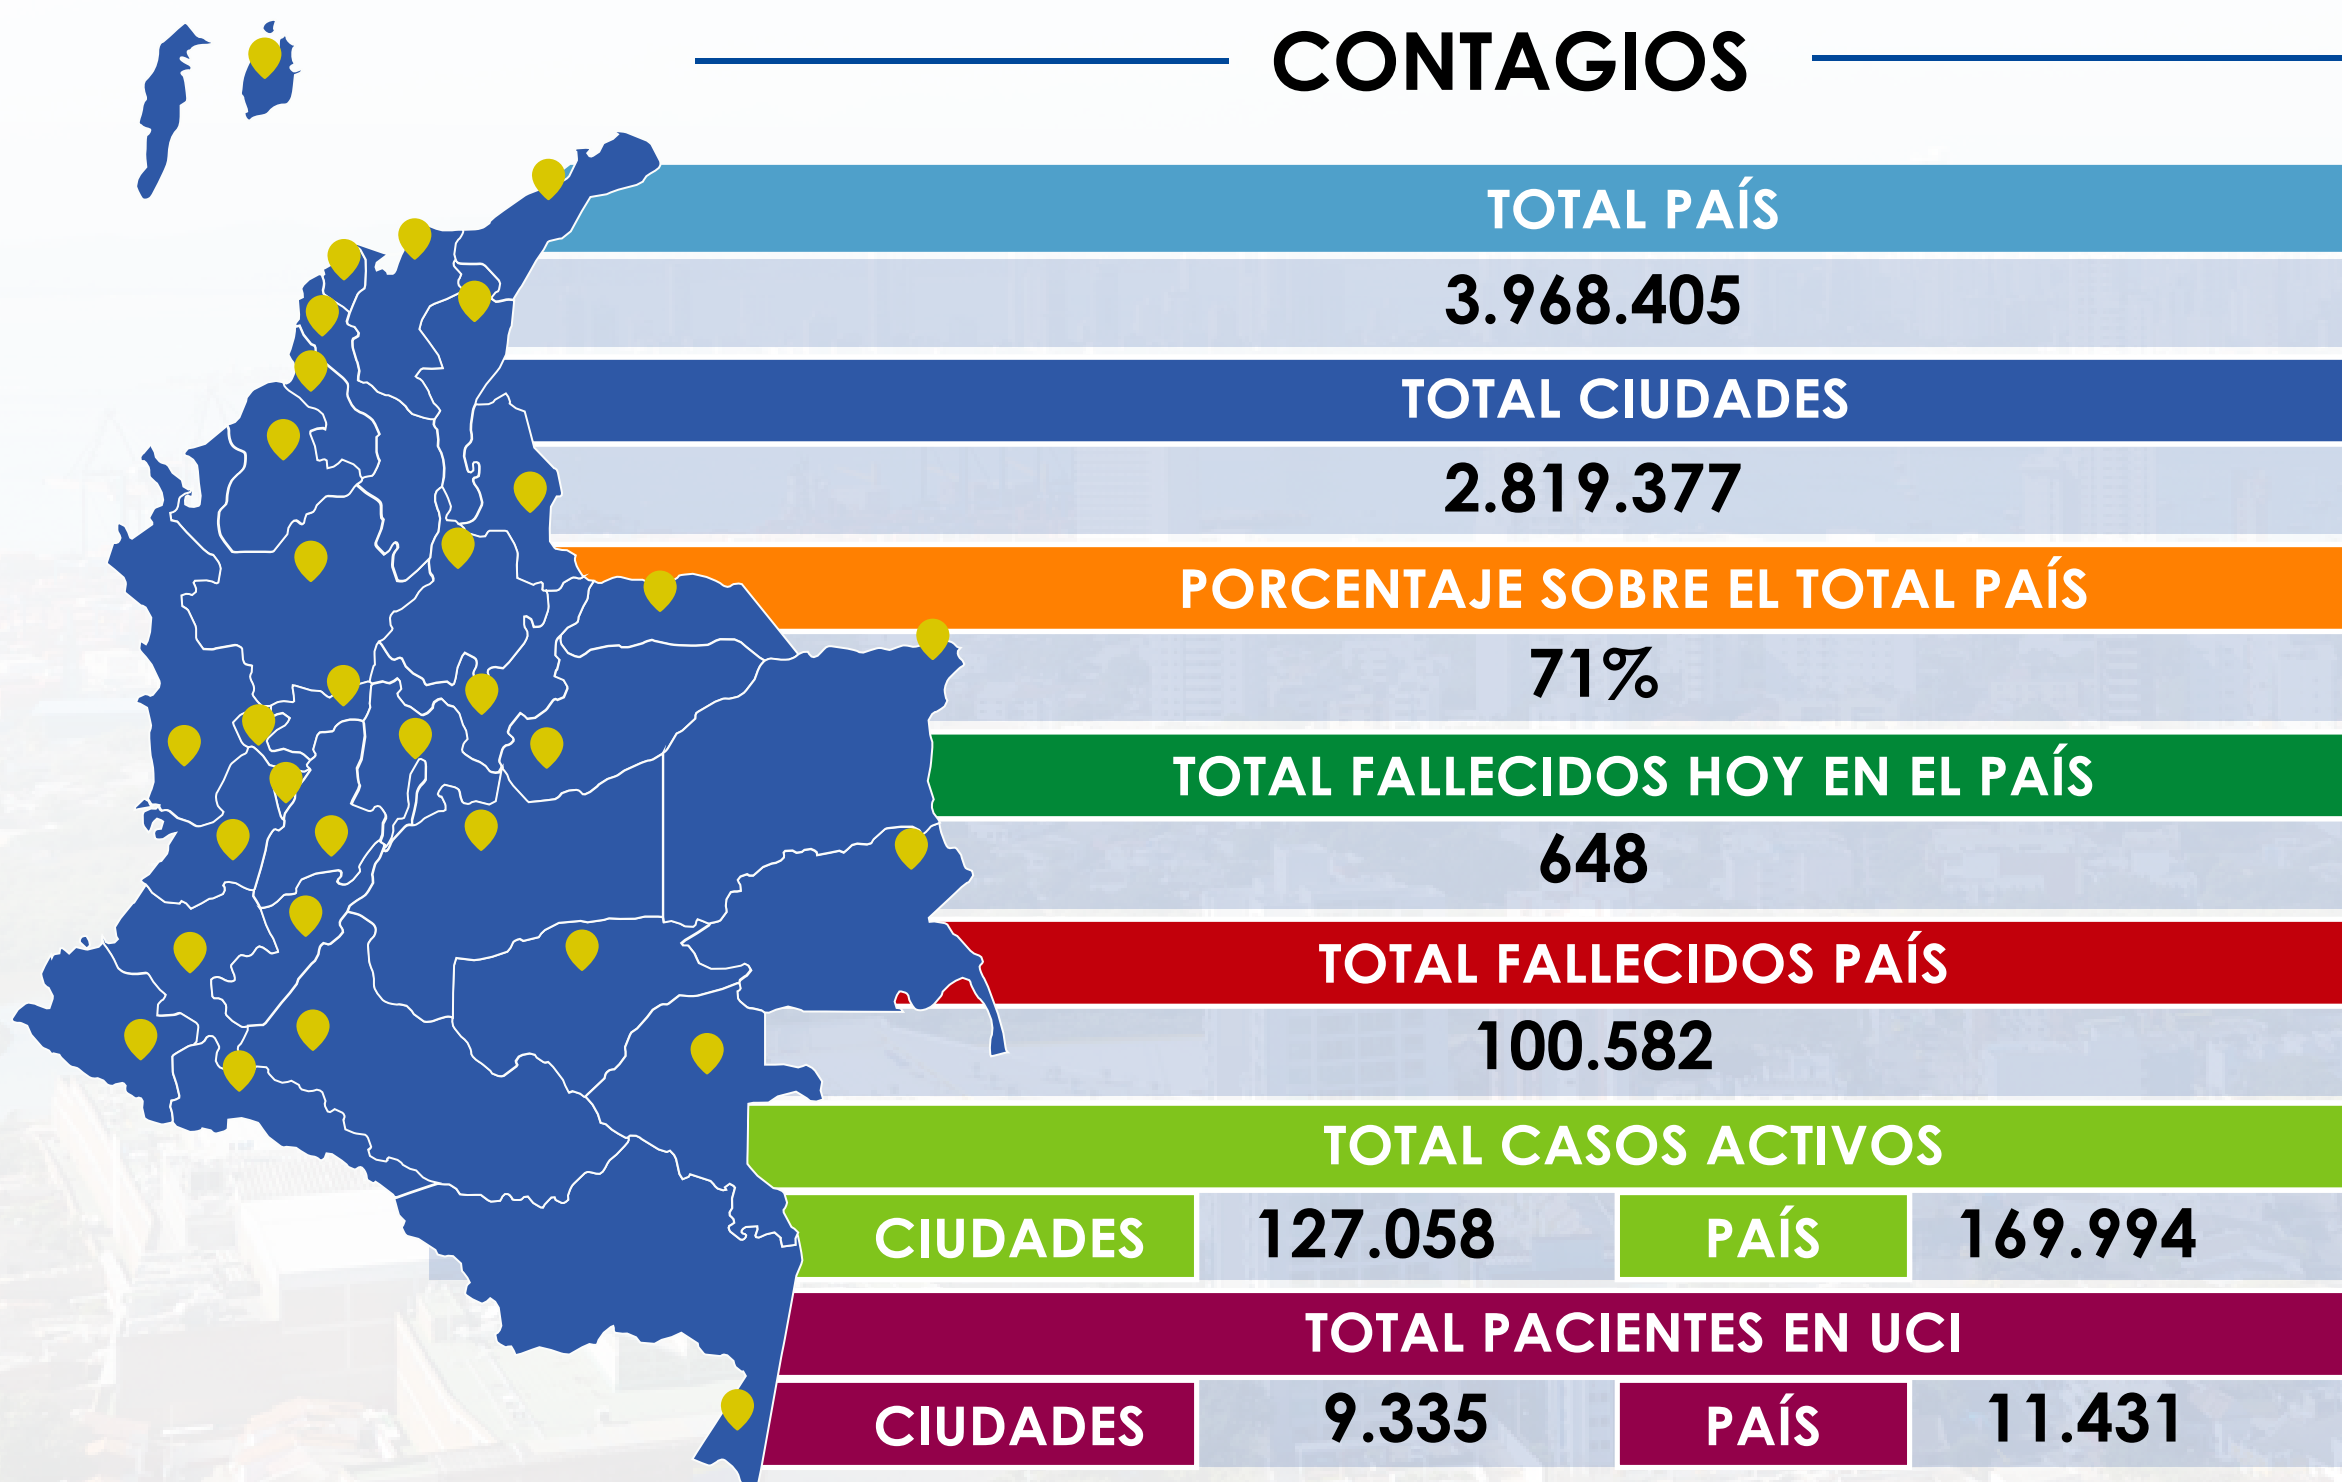 CONTAGIOS
TOTAL PAÍS
3.968.405
TOTAL CIUDADES
2.819.377
PORCENTAJE SOBRE EL TOTAL PAÍS
71%
TOTAL FALLECIDOS HOY EN EL PAÍS
648
TOTAL FALLECIDOS PAÍS
100.582
TOTAL CASOS ACTIVOS
CIUDADES 127.058 PAÍS 169.994
TOTAL PACIENTES EN UCI
CIUDADES 9.335 PAÍS 11.431